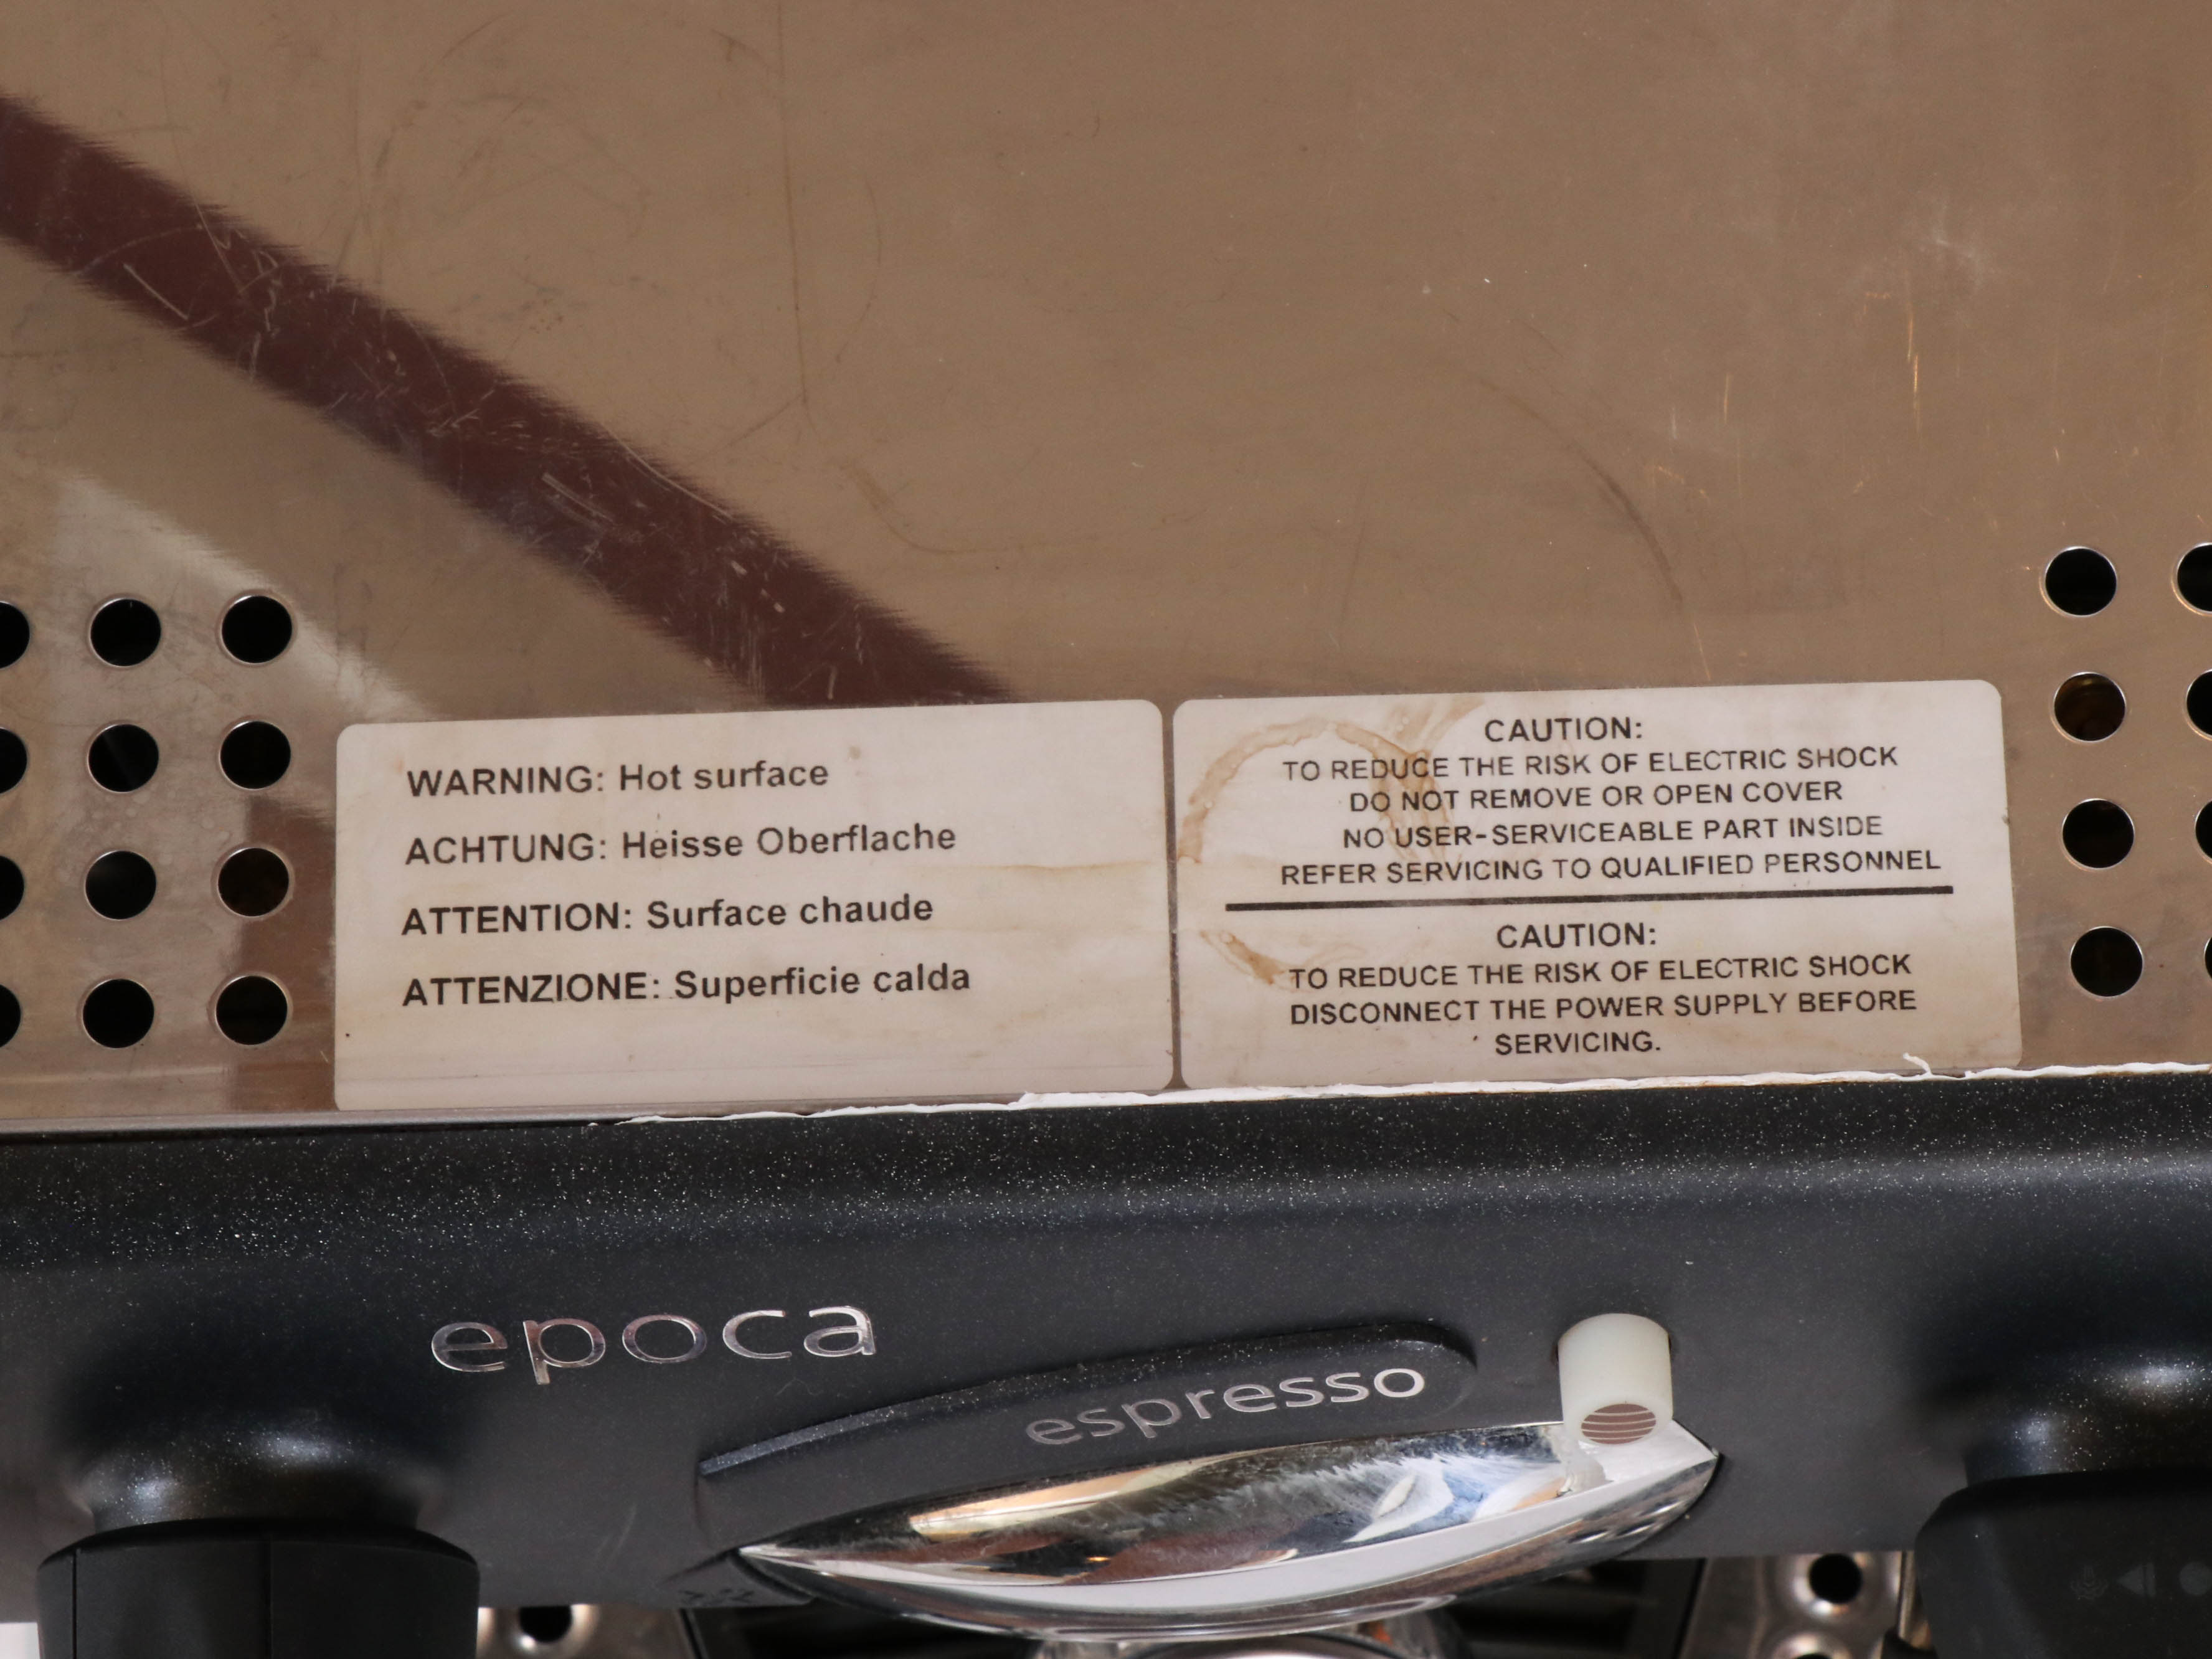 WARNING: Hot surface
ACHTUNG: Heisse Oberflache
ATTENTION: Surface chaude
ATTENZIONE: Superficie calda
CAUTION:
TO REDUCE THE RISK OF ELECTRIC SHOCK
DO NOT REMOVE OR OPEN COVER
NO USER-SERVICEABLE PART INSIDE
REFER SERVICING TO QUALIFIED PERSONNEL
CAUTION:
TO REDUCE THE RISK OF ELECTRIC SHOCK
DISCONNECT THE POWER SUPPLY BEFORE
SERVICING.
epoca
espresso